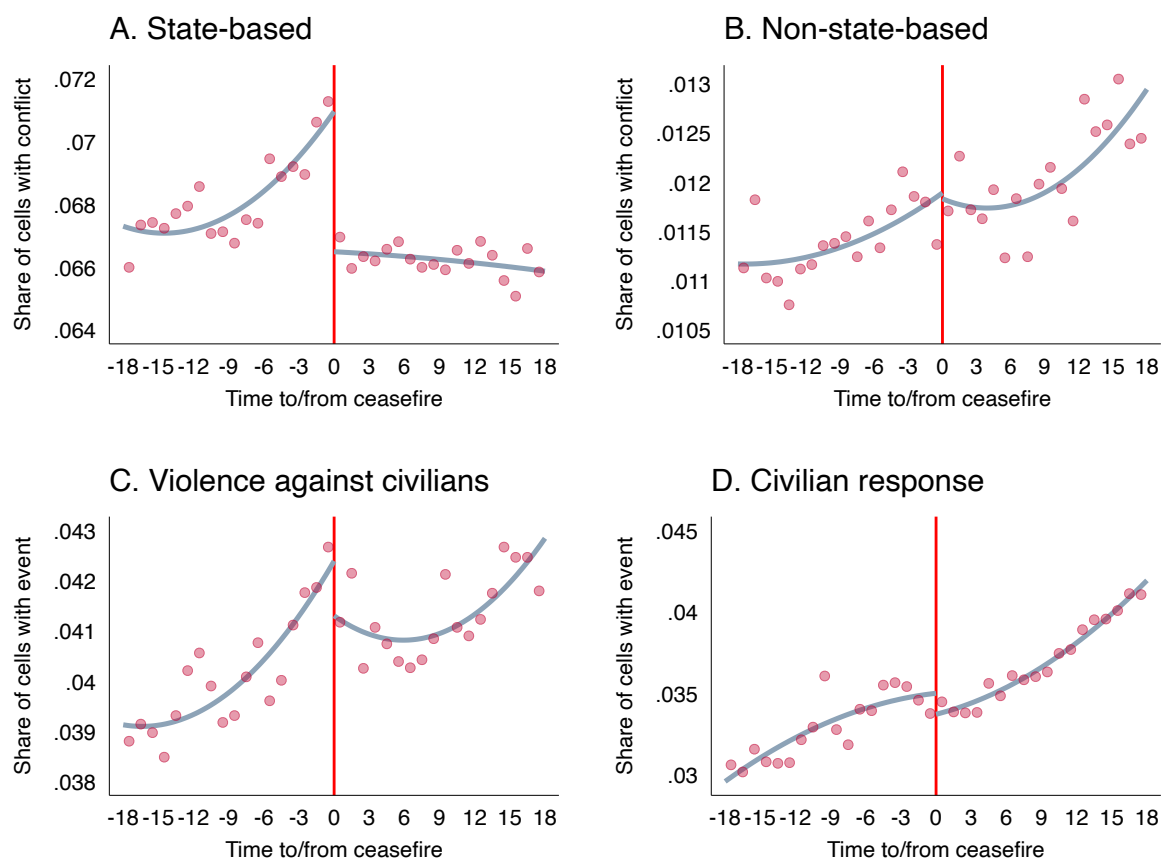 A. State-based
Share of cells with conflict
.072
.07
.068
.066
.064
-18 -15 -12 -9 -6 -3 0 3 6 9 12 15 18
Time to/from ceasefire
B. Non-state-based
Share of cells with conflict
.013
.0125
.012
.0115
.011
.0105
-18 -15 -12 -9 -6 -3 0 3 6 9 12 15 18
Time to/from ceasefire
C. Violence against civilians
Share of cells with event
.043
.042
.041
.04
.039
.038
-18 -15 -12 -9 -6 -3 0 3 6 9 12 15 18
Time to/from ceasefire
D. Civilian response
Share of cells with event
.045
.04
.035
.03
-18 -15 -12 -9 -6 -3 0 3 6 9 12 15 18
Time to/from ceasefire